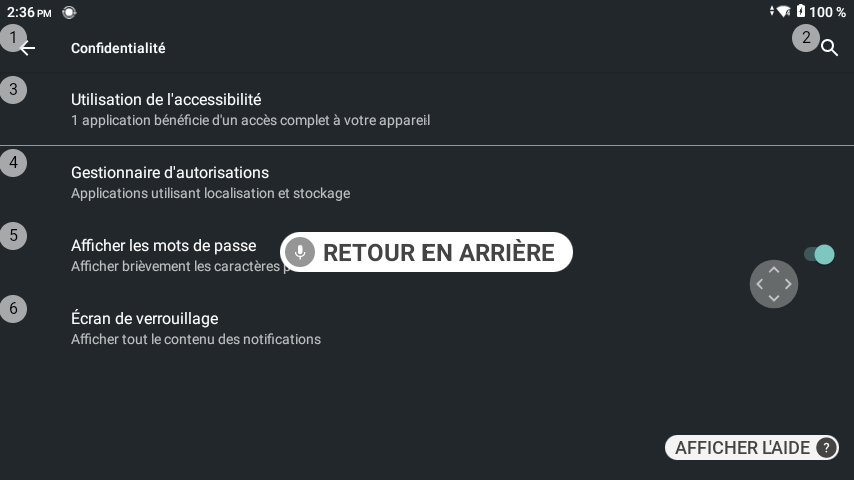 2:36 PM
100 %
1
Confidentialité
2
3
Utilisation de l'accessibilité
1 application bénéficie d'un accès complet à votre appareil
4
Gestionnaire d'autorisations
Applications utilisant localisation et stockage
5
Afficher les mots de passe
RETOUR EN ARRIÈRE
Afficher brièvement les caractères
6
Écran de verrouillage
Afficher tout le contenu des notifications
AFFICHER L'AIDE ?